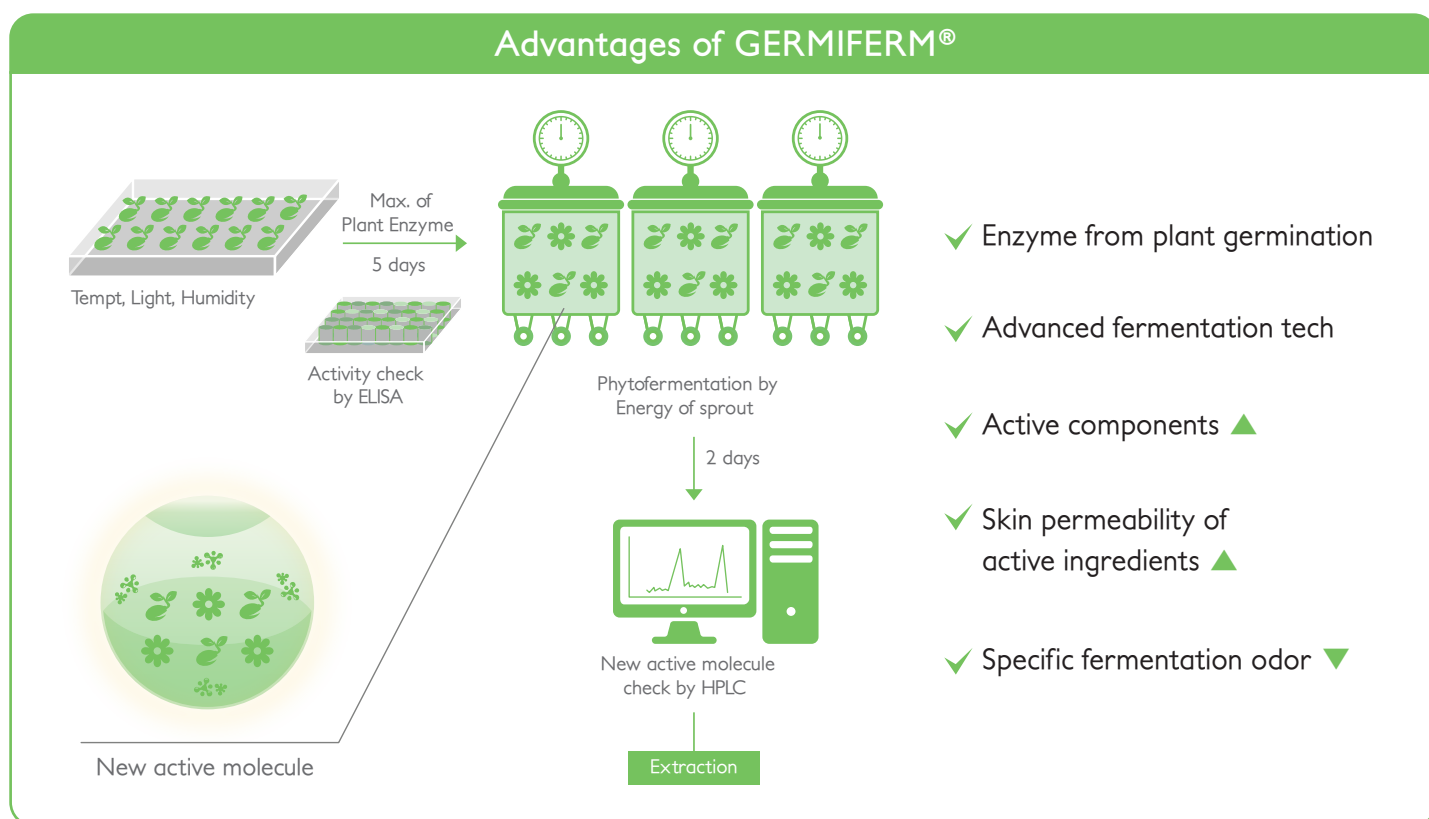 Advantages of GERMIFERM®
Tempt, Light, Humidity
Max. of
Plant Enzyme
5 days
Activity check
by ELISA
Phytofermentation by
Energy of sprout
2 days
New active molecule
check by HPLC
Extraction
New active molecule
Enzyme from plant germination
Advanced fermentation tech
Active components ▲
Skin permeability of
active ingredients ▲
Specific fermentation odor ▼